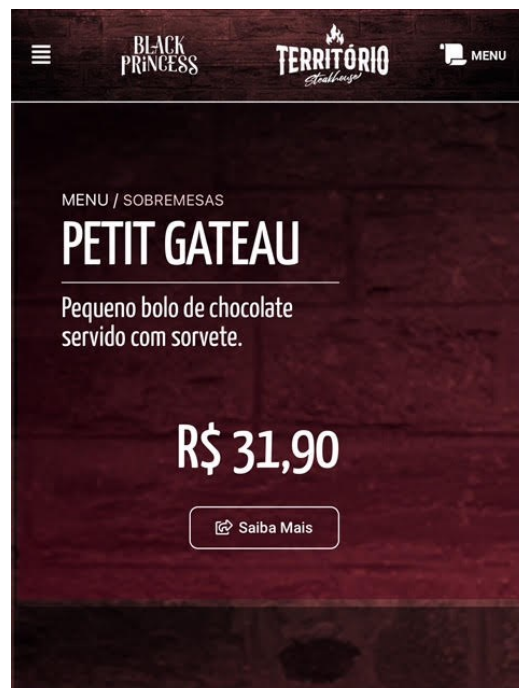 BLACK
PRINCESS
TERRITÓRIO
Steakhouse
MENU
MENU / SOBREMESAS
PETIT GATEAU
Pequeno bolo de chocolate
servido com sorvete.
R$ 31,90
Saiba Mais